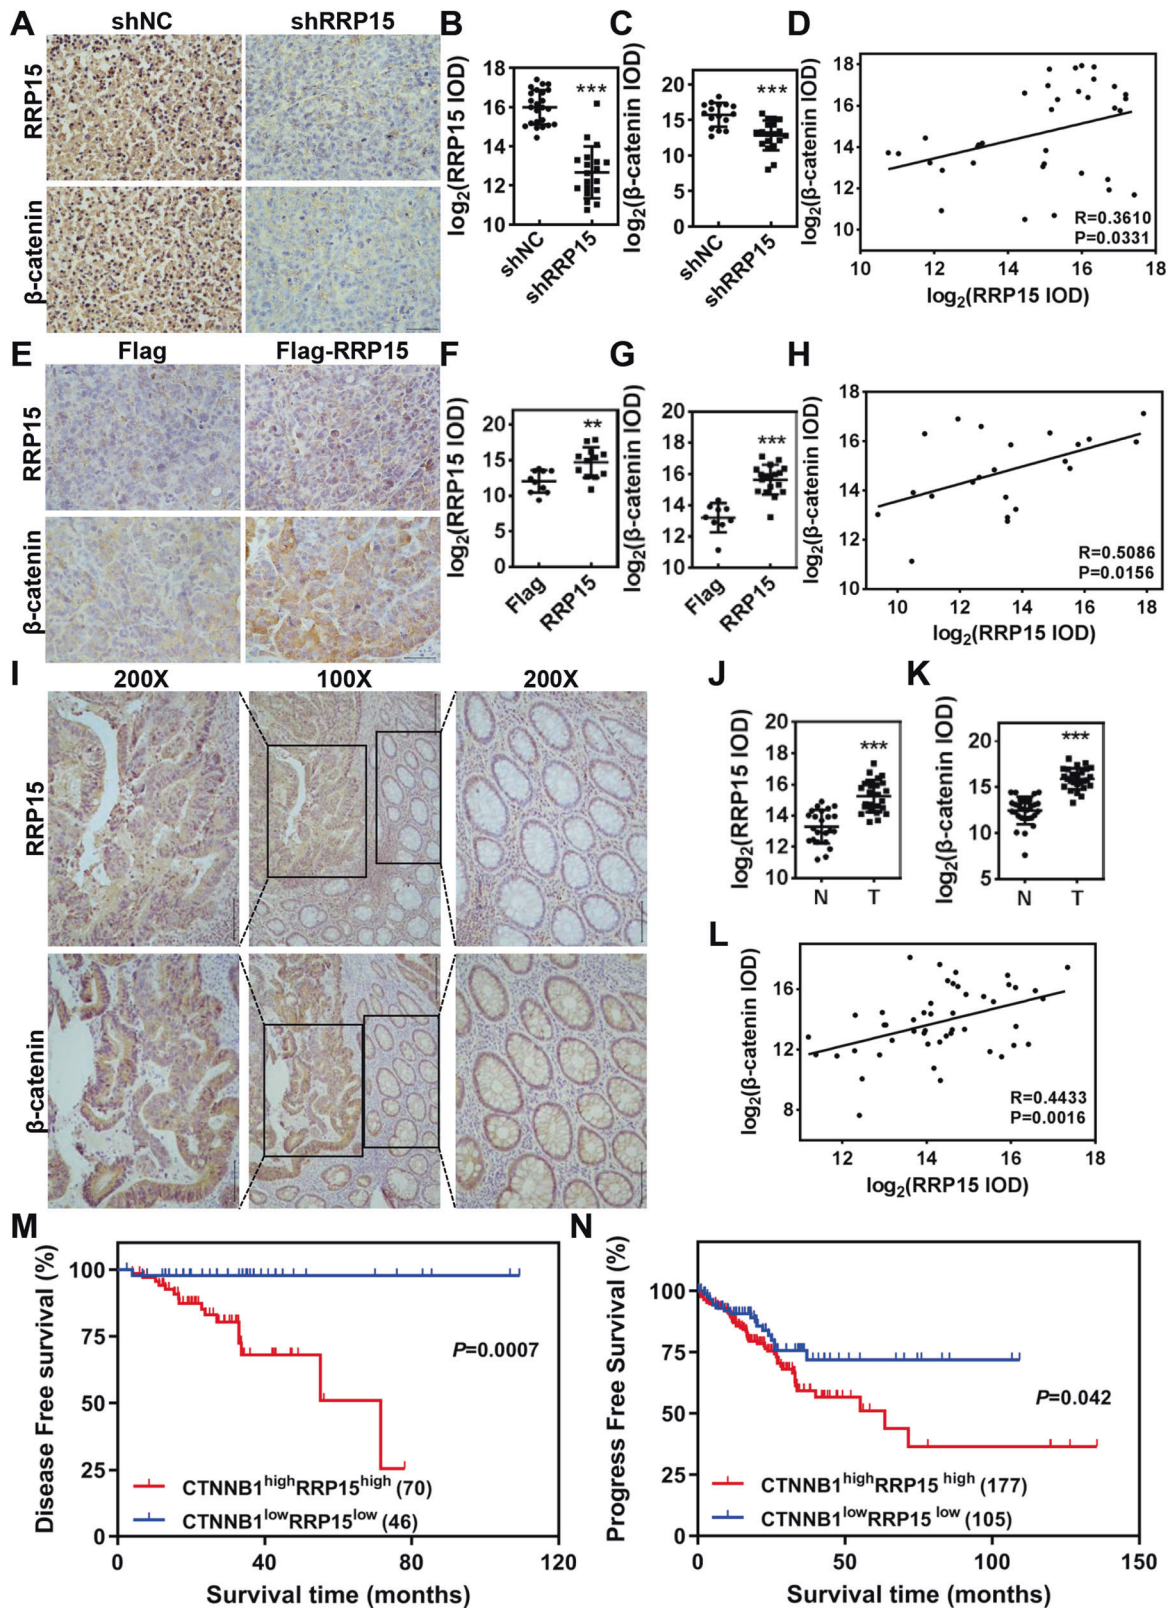 A
shNC
shRRP15
RRP15
β-catenin
B
log2(RRP15 IOD)
18
16
14
12
10
***
shNC
shRRP15
C
log2(β-catenin IOD)
20
15
10
5
0
***
shNC
shRRP15
D
log2(β-catenin IOD)
18
16
14
12
10
R=0.3610
P=0.0331
10 12 14 16 18
log2(RRP15 IOD)
E
Flag
Flag-RRP15
RRP15
β-catenin
F
log2(RRP15 IOD)
20
15
10
5
0
**
Flag
RRP15
G
log2(β-catenin IOD)
20
18
16
14
12
10
***
Flag
RRP15
H
log2(β-catenin IOD)
18
16
14
12
10
R=0.5086
P=0.0156
10 12 14 16 18
log2(RRP15 IOD)
I
200X
100X
200X
RRP15
β-catenin
J
log2(RRP15 IOD)
20
18
16
14
12
10
***
N T
K
log2(β-catenin IOD)
20
15
10
5
***
N T
L
log2(β-catenin IOD)
16
12
8
R=0.4433
P=0.0016
12 14 16 18
log2(RRP15 IOD)
M
Disease Free survival (%)
100
75
50
25
0
P=0.0007
CTNNB1highRRP15high (70)
CTNNB1lowRRP15low (46)
0 40 80 120
Survival time (months)
N
Progress Free Survival (%)
100
75
50
25
0
P=0.042
CTNNB1highRRP15 high (177)
CTNNB1lowRRP15 low (105)
0 50 100 150
Survival time (months)